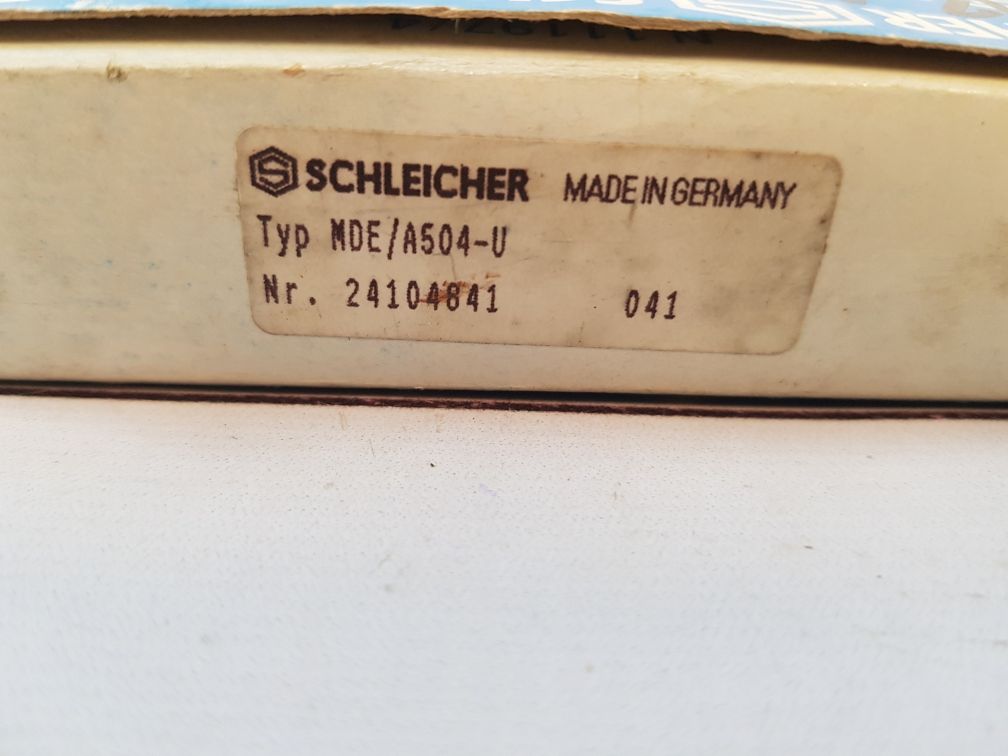 SCHLEICHER MADE IN GERMANY
Typ MDE/A504-U
Nr. 24104841 041